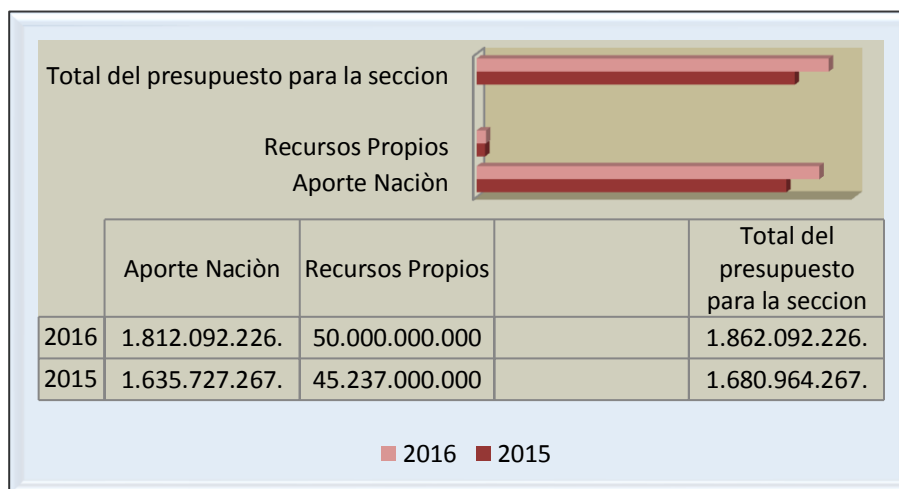 Total del presupuesto para la seccion
Recursos Propios
Aporte Naciòn
Aporte Naciòn Recursos Propios Total del presupuesto para la seccion
2016 1.812.092.226. 50.000.000.000 1.862.092.226.
2015 1.635.727.267. 45.237.000.000 1.680.964.267.
2016 2015